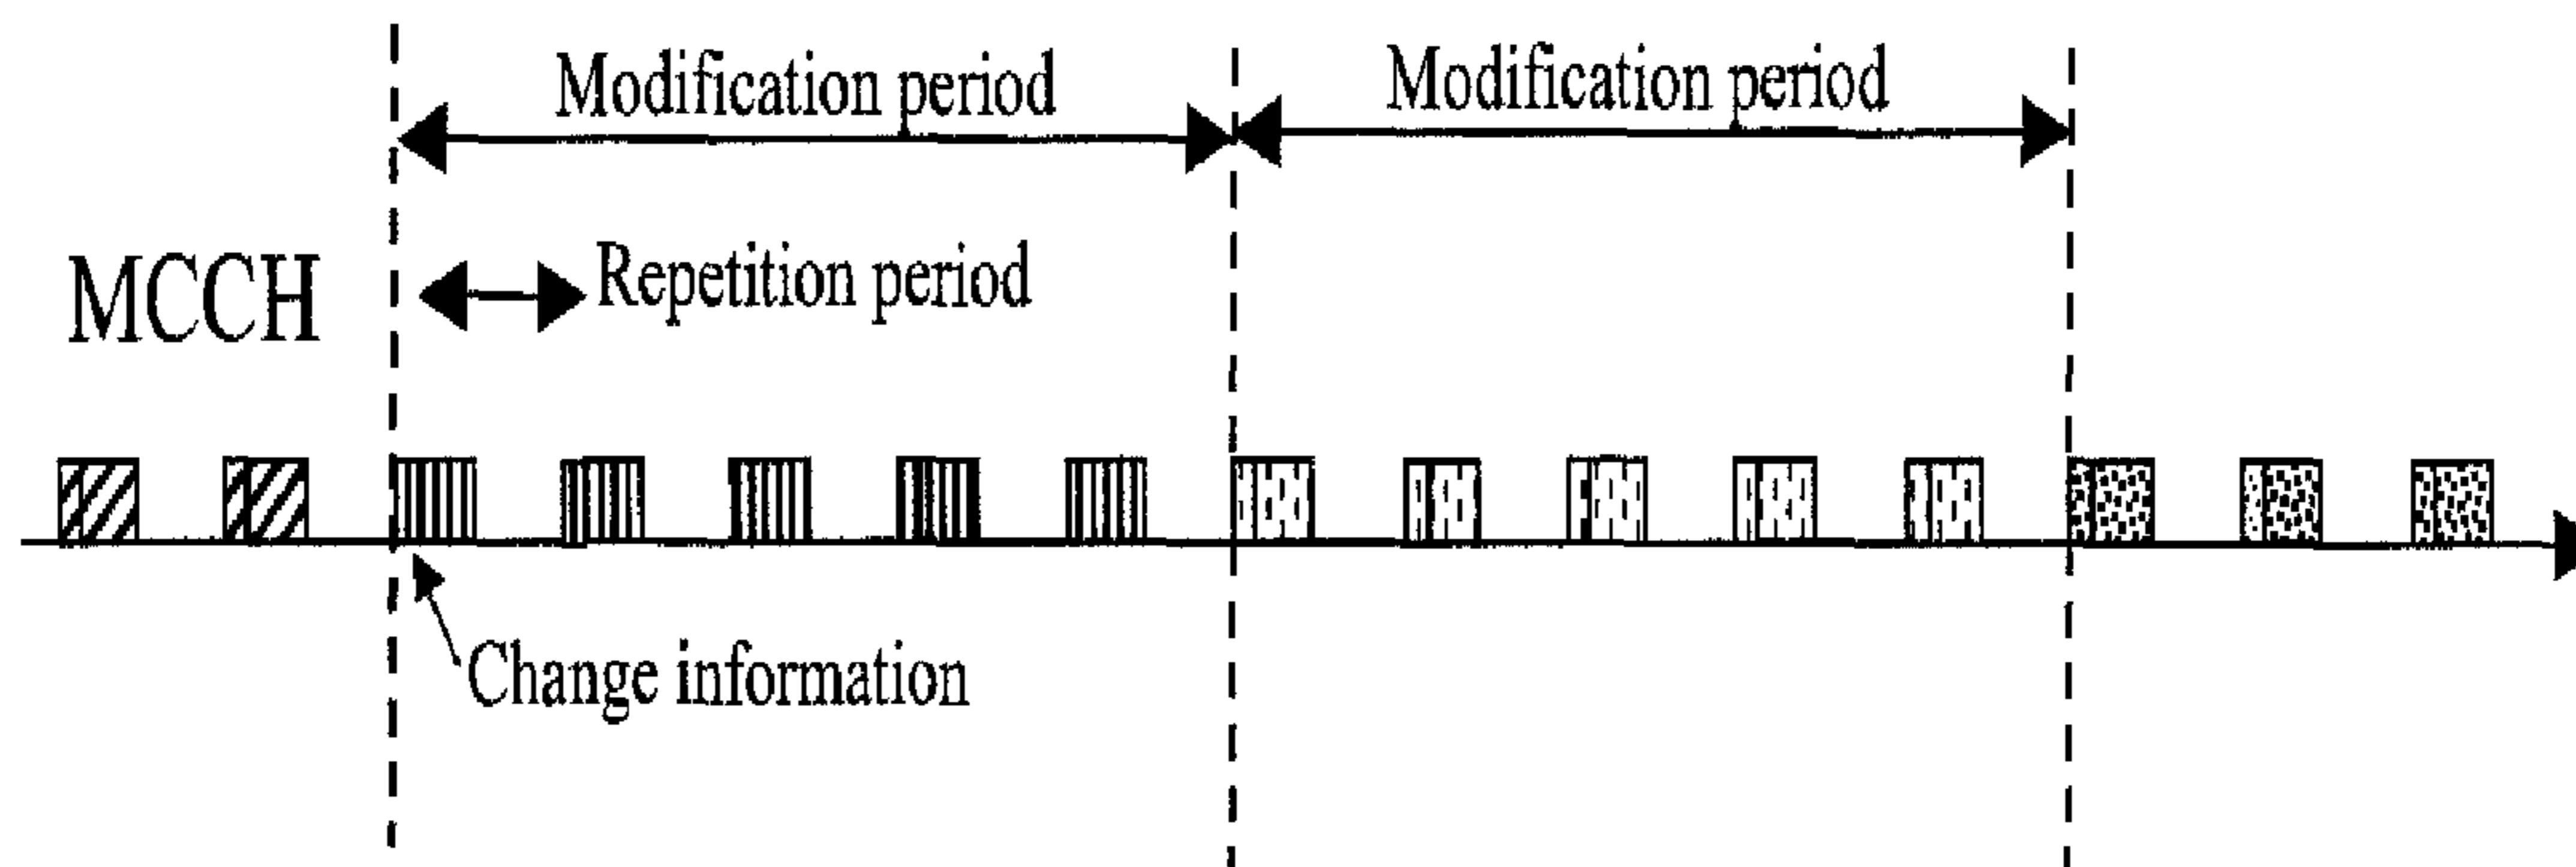 Modification period
Modification period
MCCH
Repetition period
Change information